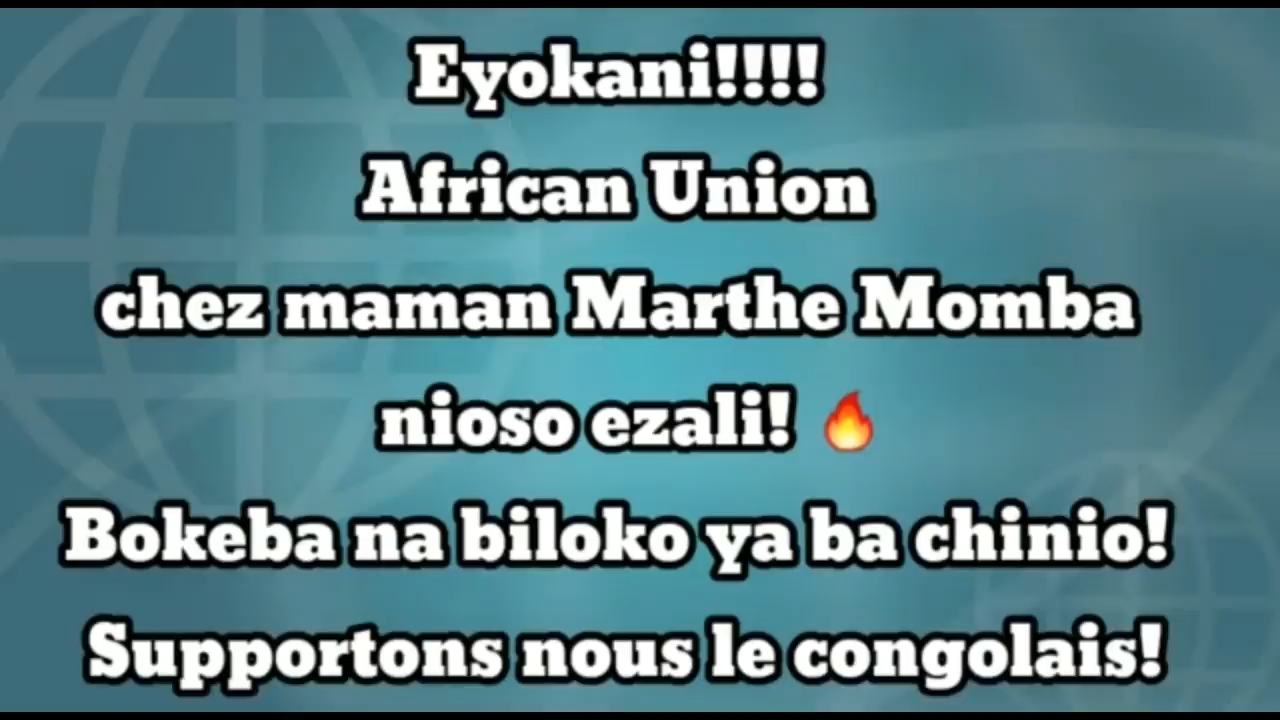 Eyokani!!!!
African Union
chez maman Marthe Momba
nioso ezali! 🔥
Bokeba na biloko ya ba chinio!
Supportons nous le congolais!